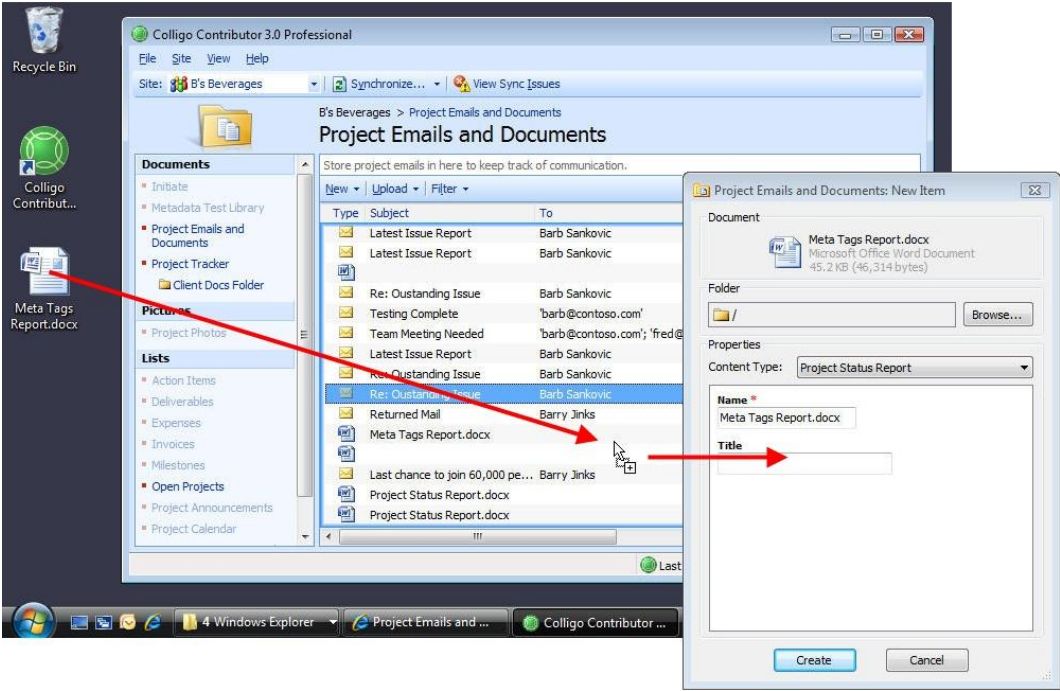 Recycle Bin
Colligo
Contribut...
Meta Tags
Report.docx
Colligo Contributor 3.0 Professional
File Site View Help
Site: B's Beverages Synchronize... View Sync Issues
B's Beverages > Project Emails and Documents
Project Emails and Documents
Store project emails in here to keep track of communication.
New Upload Filter
Documents
Initiate
Metadata Test Library
Project Emails and
Documents
Project Tracker
Client Docs Folder
Pictures
Project Photos
Lists
Action Items
Deliverables
Expenses
Invoices
Milestones
Open Projects
Project Announcements
Project Calendar
Type Subject To
Latest Issue Report Barb Sankovic
Latest Issue Report Barb Sankovic
Re: Oustanding Issue Barb Sankovic
Testing Complete 'barb@contoso.com'
Team Meeting Needed 'barb@contoso.com'; 'fred@
Latest Issue Report Barb Sankovic
Re: Oustanding Issue Barb Sankovic
Re: Oustanding Issue Barb Sankovic
Returned Mail Barry Jinks
Meta Tags Report.docx
Last chance to join 60,000 pe... Barry Jinks
Project Status Report.docx
Project Status Report.docx
Last
Project Emails and Documents: New Item
Document
Meta Tags Report.docx
Microsoft Office Word Document
45.2 KB (46,314 bytes)
Folder
/ Browse...
Properties
Content Type: Project Status Report
Name *
Meta Tags Report.docx
Title
Create Cancel
4 Windows Explorer Project Emails and ... Colligo Contributor ...